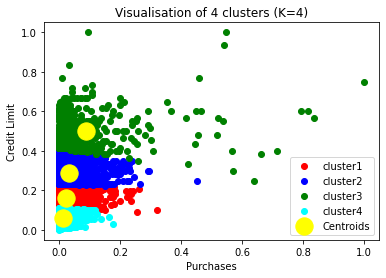 Visualisation of 4 clusters (K=4)
Credit Limit
1.0
0.8
0.6
0.4
0.2
0.0
cluster1
cluster2
cluster3
cluster4
Centroids
0.0 0.2 0.4 0.6 0.8 1.0
Purchases